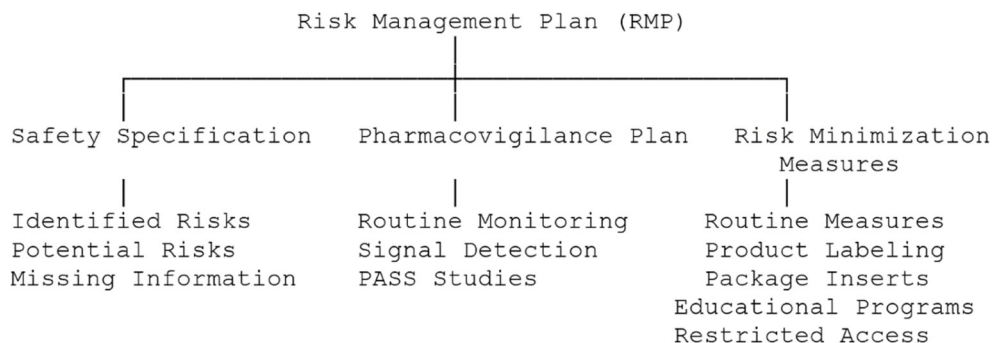 Risk Management Plan (RMP)
Safety Specification
Identified Risks
Potential Risks
Missing Information
Pharmacovigilance Plan
Routine Monitoring
Signal Detection
PASS Studies
Risk Minimization
Measures
Routine Measures
Product Labeling
Package Inserts
Educational Programs
Restricted Access